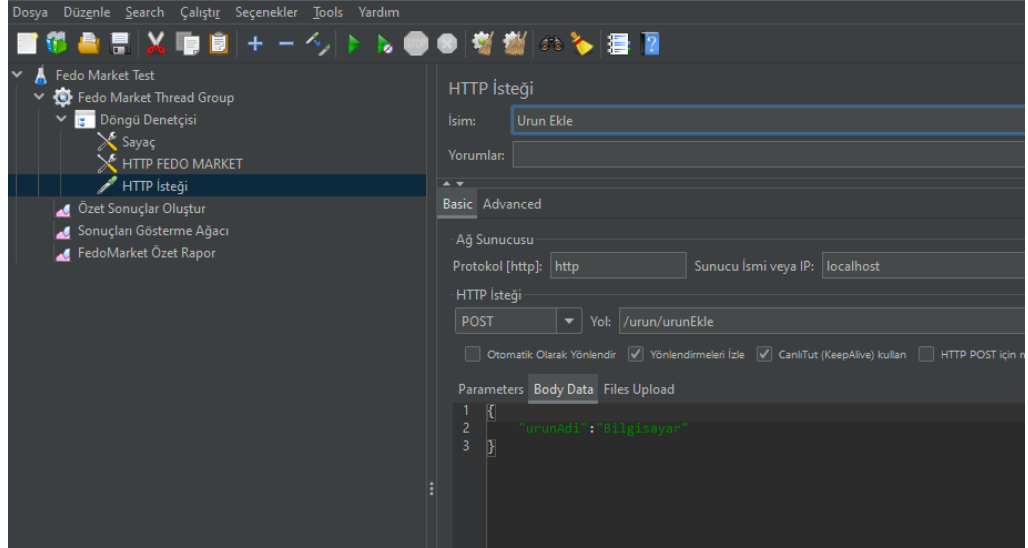 Dosya Düzenle Search Çalıştır Seçenekler Tools Yardım
STOP
Fedo Market Test
Fedo Market Thread Group
Döngü Denetçisi
Sayaç
HTTP FEDO MARKET
HTTP İsteği
Özet Sonuçlar Oluştur
Sonuçları Gösterme Ağacı
FedoMarket Özet Rapor
HTTP İsteği
İsim: Urun Ekle
Yorumlar:
Basic Advanced
Ağ Sunucusu
Protokol [http]: http Sunucu İsmi veya IP: localhost
HTTP İsteği
POST Yol: /urun/urunEkle
Otomatik Olarak Yönlendir Yönlendirmeleri İzle CanlıTut (KeepAlive) kullan HTTP POST için
Parameters Body Data Files Upload
1 {
2 "urunAdi":"Bilgisayar"
3 }